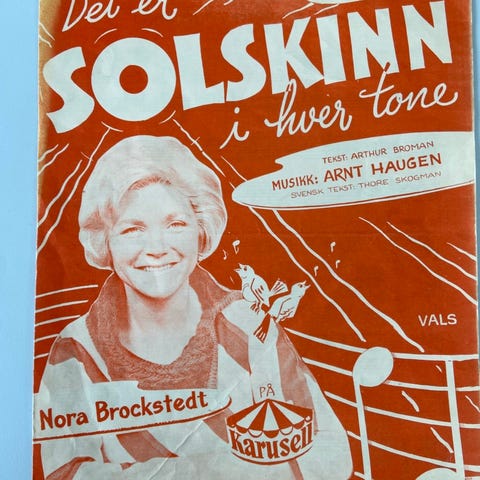 Det er
SOLSKINN
i hver tone
TEKST: ARTHUR BROMAN
MUSIKK: ARNT HAUGEN
SVENSK TEKST: THORE SKOGMAN
VALS
Nora Brockstedt
PÅ
Karusell